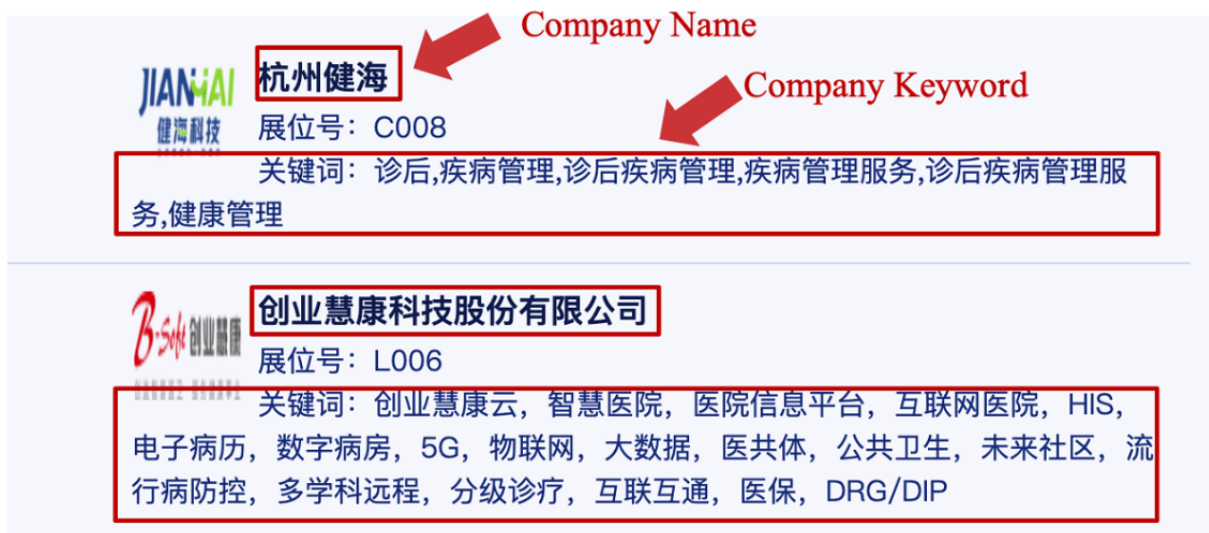 Company Name
杭州健海
JIANHAI
健海科技
Company Keyword
展位号：C008
关键词：诊后,疾病管理,诊后疾病管理,疾病管理服务,诊后疾病管理服
务,健康管理
创业慧康科技股份有限公司
B-Soft 创业慧康
展位号：L006
关键词：创业慧康云，智慧医院，医院信息平台，互联网医院，HIS，
电子病历，数字病房，5G，物联网，大数据，医共体，公共卫生，未来社区，流
行病防控，多学科远程，分级诊疗，互联互通，医保，DRG/DIP